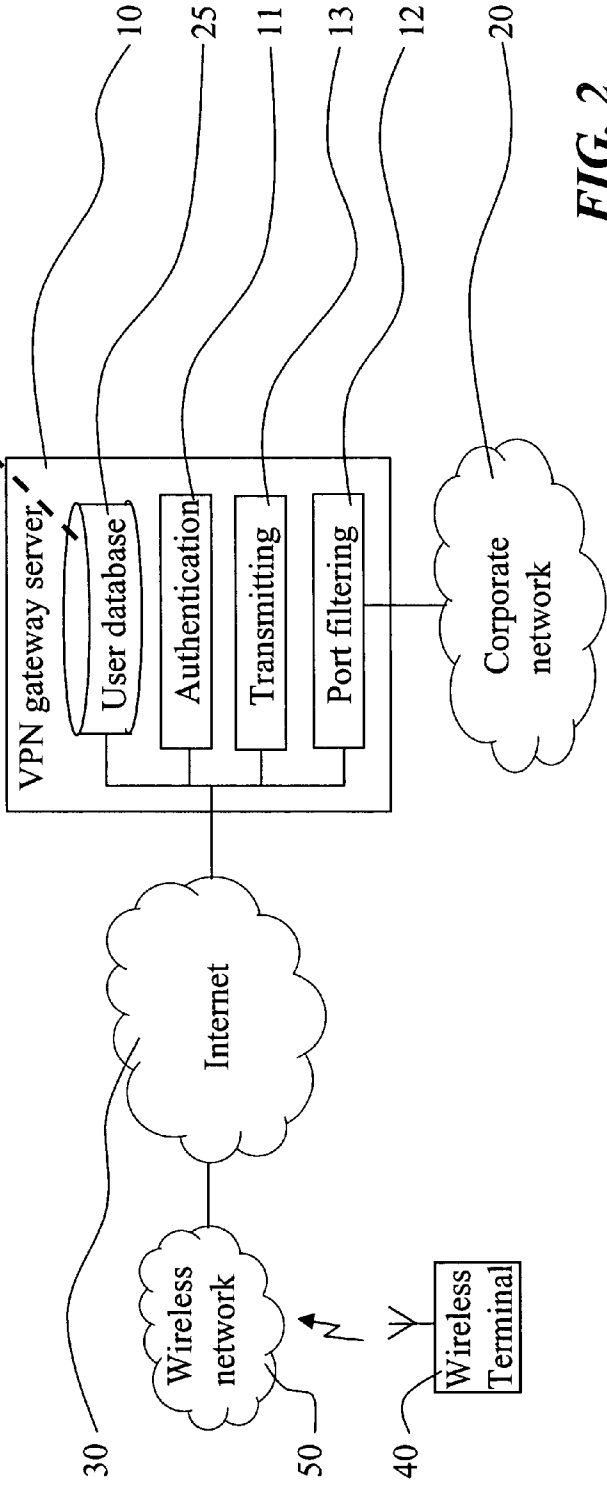 VPN gateway server
User database
Authentication
Transmitting
Port filtering
Internet
Wireless
network
Wireless
Terminal
Corporate
network
10
25
11
13
12
20
30
50
40
FIG. 2